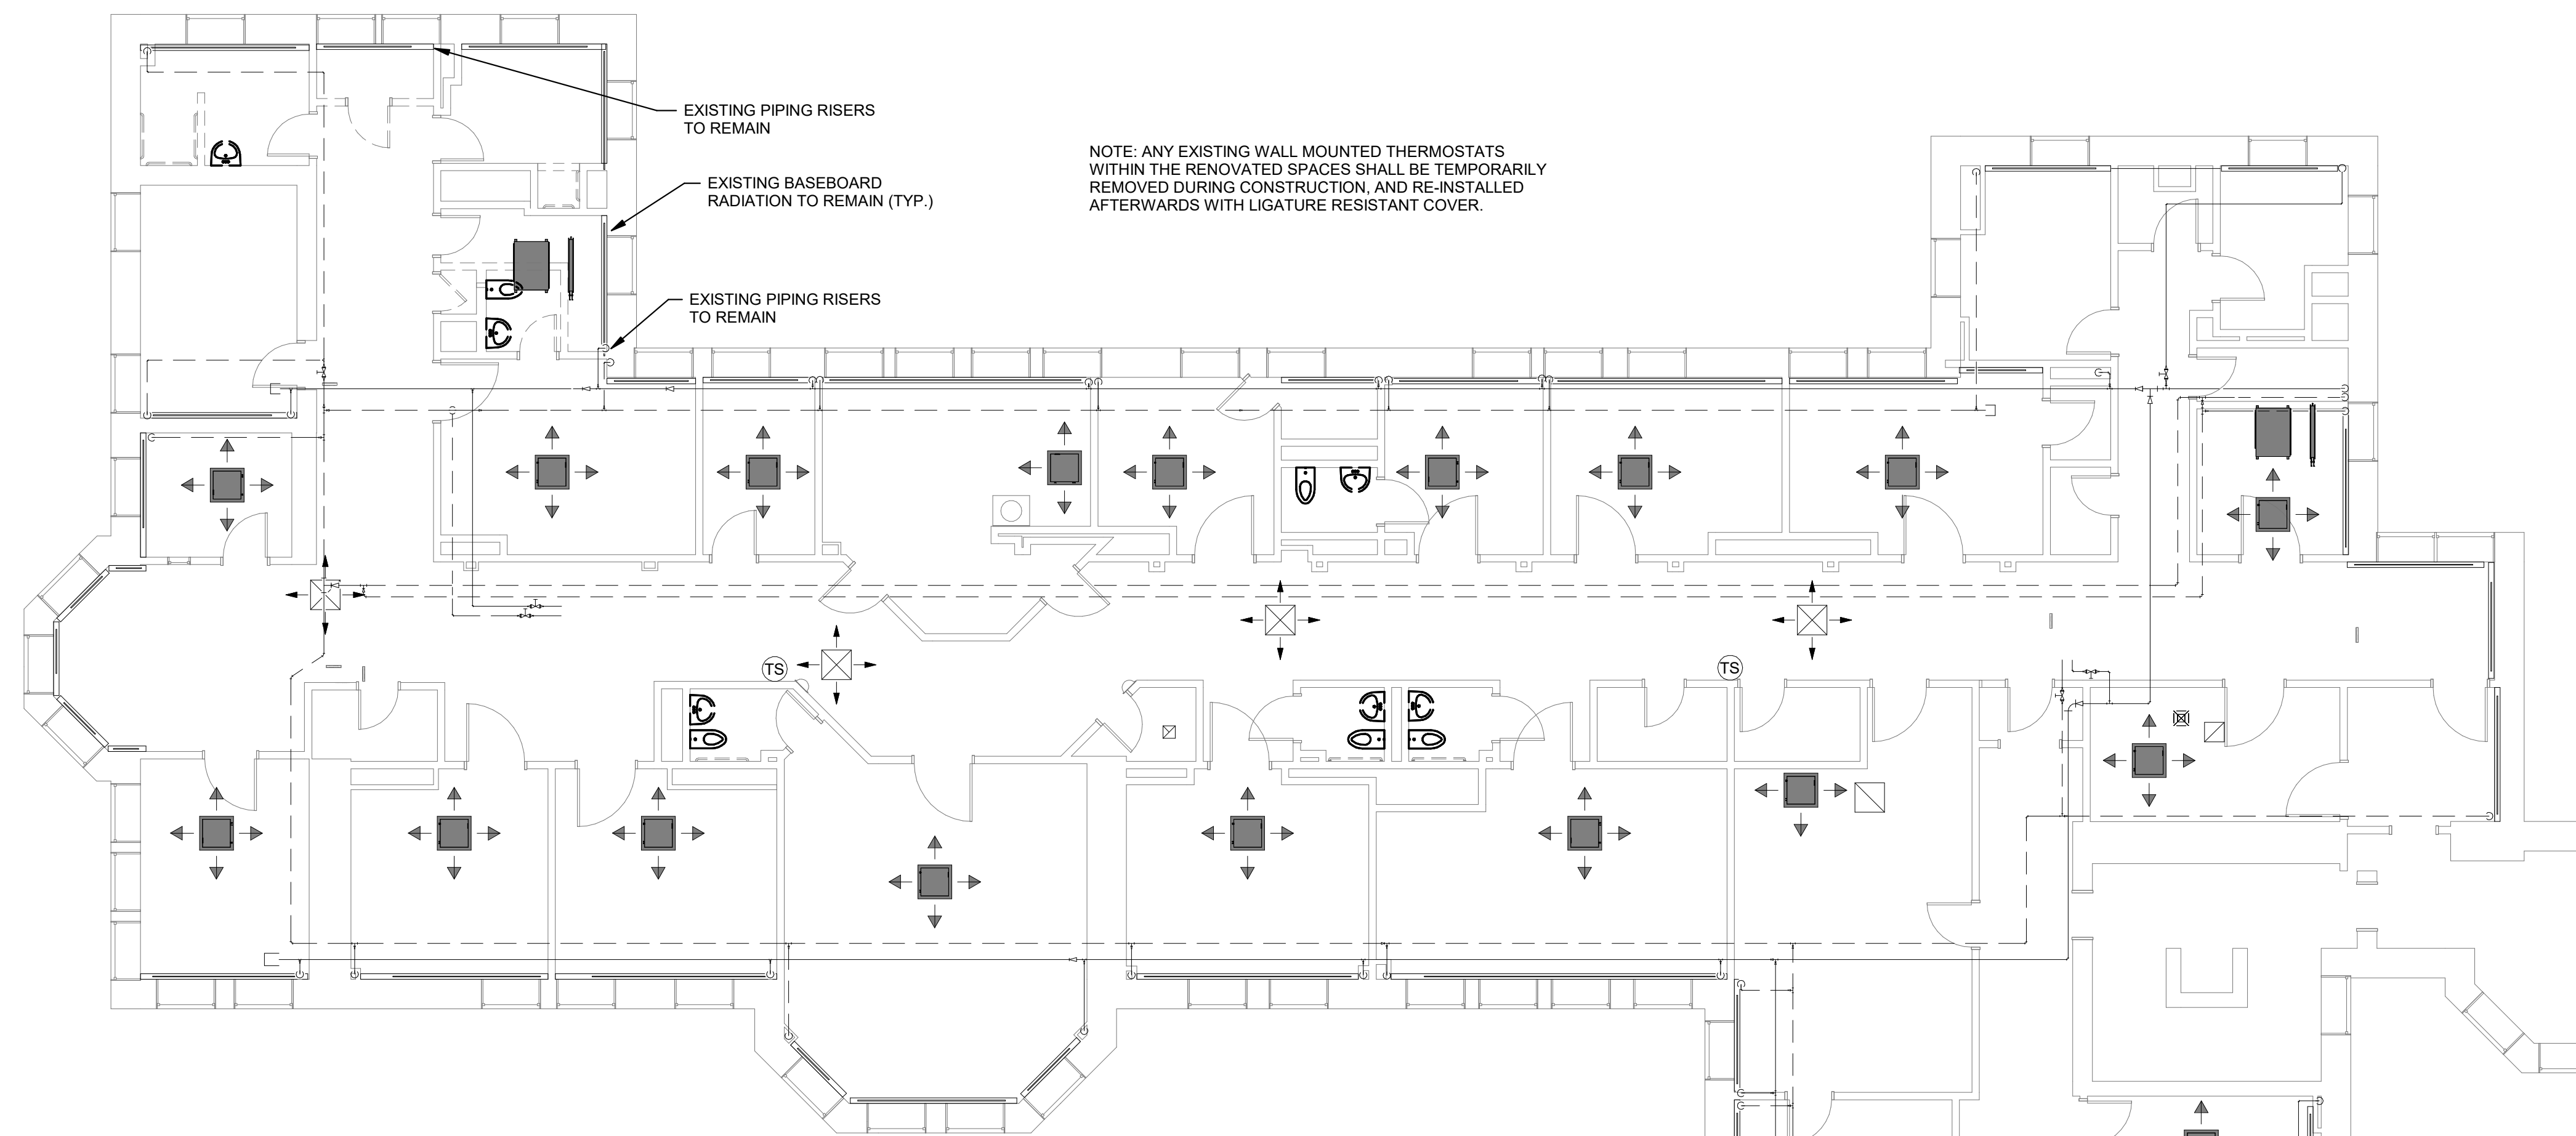 EXISTING PIPING RISERS
TO REMAIN
NOTE: ANY EXISTING WALL MOUNTED THERMOSTATS
WITHIN THE RENOVATED SPACES SHALL BE TEMPORARILY
REMOVED DURING CONSTRUCTION, AND RE-INSTALLED
AFTERWARDS WITH LIGATURE RESISTANT COVER.
EXISTING BASEBOARD
RADIATION TO REMAIN (TYP.)
EXISTING PIPING RISERS
TO REMAIN
TS
TS